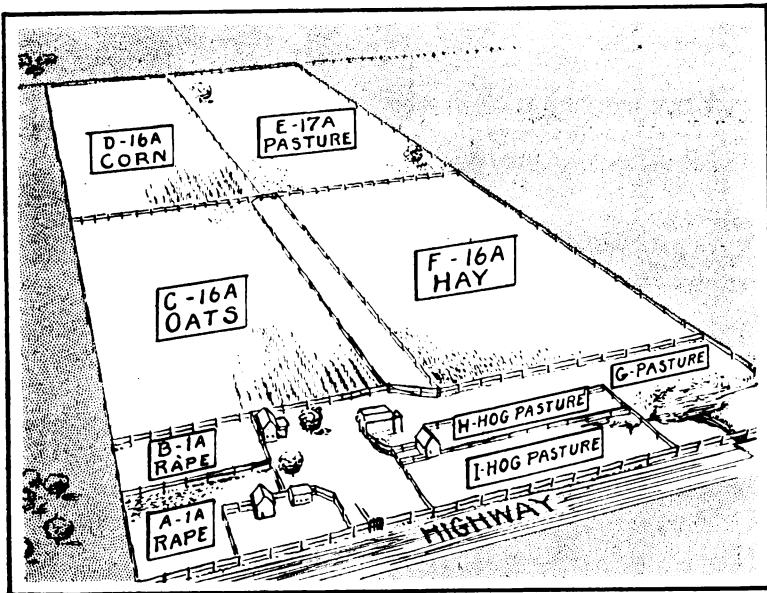 D-16A
CORN
E-17A
PASTURE
C-16A
OATS
F-16A
HAY
G-PASTURE
B-1A
RAPE
H-HOG PASTURE
I-HOG PASTURE
A-1A
RAPE
HIGHWAY